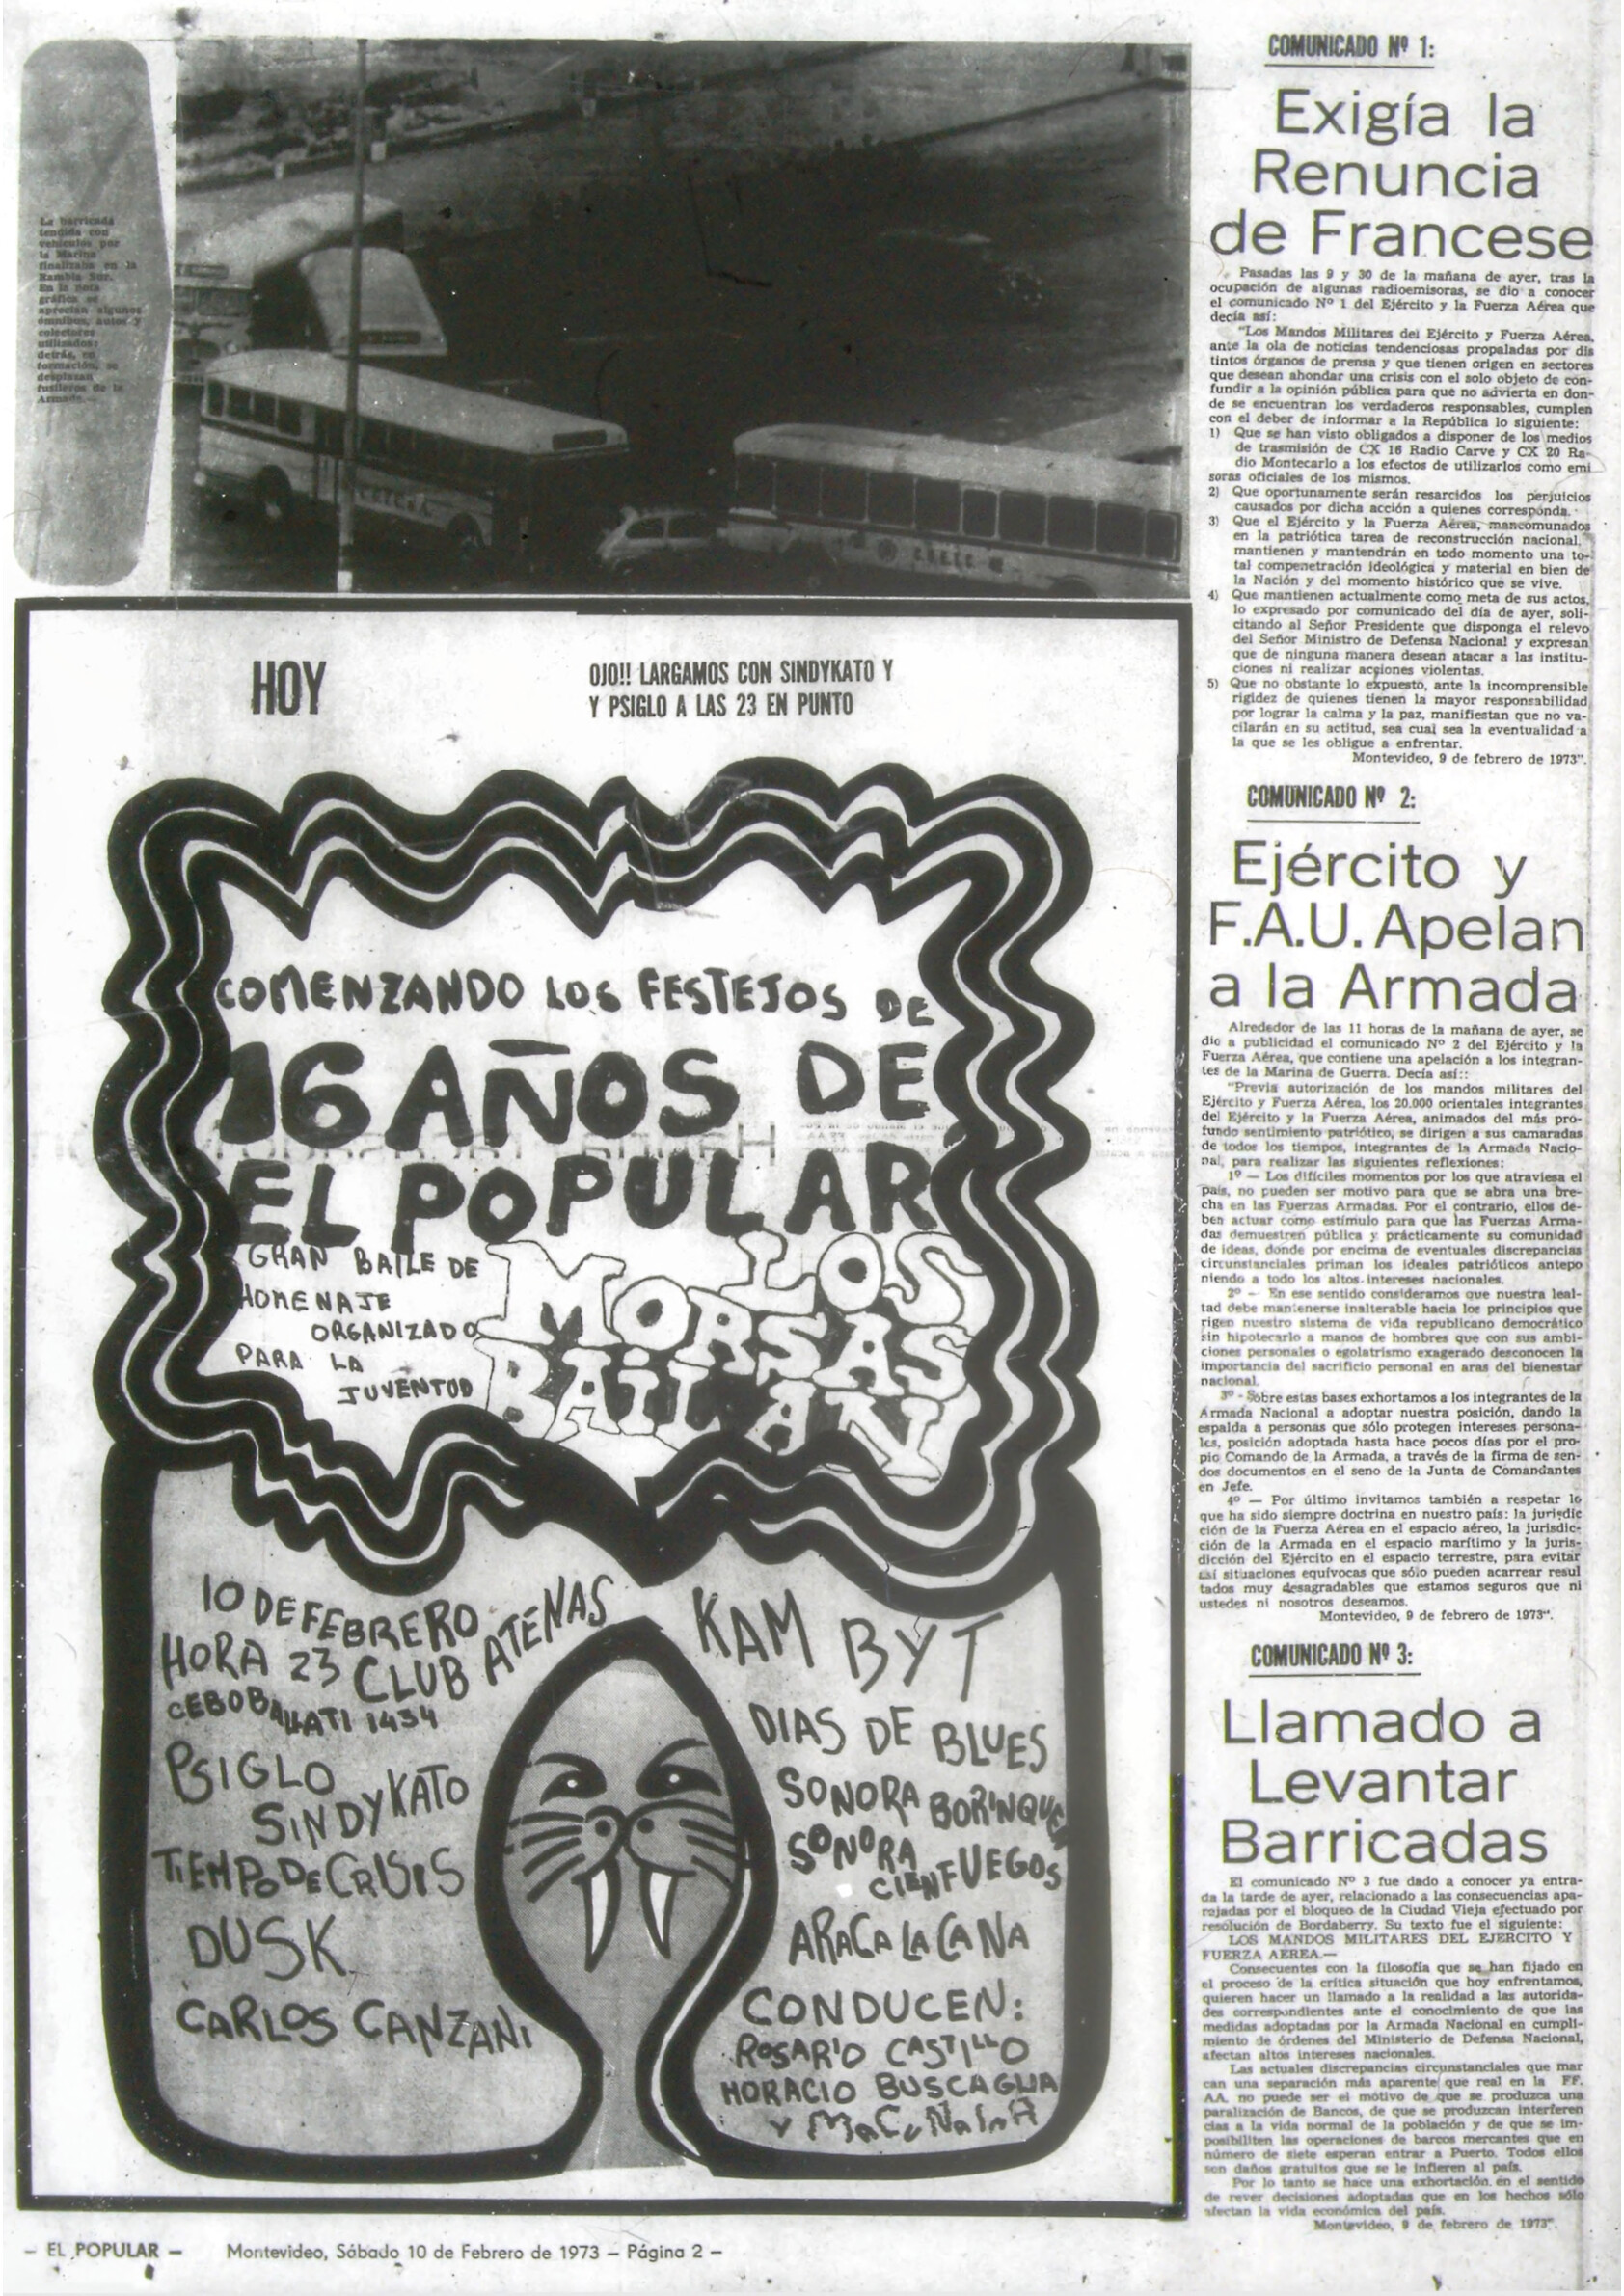 La barricada
tendida con
vehículos por
la Marina
finalizaba en la
Rambla Sur.
En la nota
gráfica se
aprecian algunos
ómnibus, autos y
colectores
utilizados;
detrás, en
formación, se
desplazan
fusileros de la
Armada.—
HOY
OJO!! LARGAMOS CON SINDYKATO Y
Y PSIGLO A LAS 23 EN PUNTO
COMENZANDO LOS FESTEJOS DE
16 AÑOS DE
EL POPULAR
GRAN BAILE DE
HOMENAJE
ORGANIZADO
PARA LA
JUVENTUD
LOS
MORSAS
BAILAN
10 DE FEBRERO
HORA 23 CLUB ATENAS
CEBOBALLATI 1434
PSIGLO
SINDYKATO
TIEMPO DE CRISIS
DUSK
CARLOS CANZANI
KAM BYT
DIAS DE BLUES
SONORA BORINQUEN
SONORA
CIENFUEGOS
ARACA LA CANA
CONDUCEN:
ROSARIO CASTILLO
HORACIO BUSCAGLIA
Y MACUNAIMA
COMUNICADO Nº 1:
Exigía la
Renuncia
de Francese
Pasadas las 9 y 30 de la mañana de ayer, tras la
ocupación de algunas radioemisoras, se dio a conocer
el comunicado Nº 1 del Ejército y la Fuerza Aérea que
decía así:
"Los Mandos Militares del Ejército y Fuerza Aérea,
ante la ola de noticias tendenciosas propaladas por dis
tintos órganos de prensa y que tienen origen en sectores
que desean ahondar una crisis con el solo objeto de con-
fundir a la opinión pública para que no advierta en don-
de se encuentran los verdaderos responsables, cumplen
con el deber de informar a la República lo siguiente:
1) Que se han visto obligados a disponer de los medios
de trasmisión de CX 16 Radio Carve y CX 20 Ra-
dio Montecarlo a los efectos de utilizarlos como emi
soras oficiales de los mismos.
2) Que oportunamente serán resarcidos los perjuicios
causados por dicha acción a quienes corresponda.
3) Que el Ejército y la Fuerza Aérea, mancomunados
en la patriótica tarea de reconstrucción nacional,
mantienen y mantendrán en todo momento una to-
tal compenetración ideológica y material en bien de
la Nación y del momento histórico que se vive.
4) Que mantienen actualmente como meta de sus actos,
lo expresado por comunicado del día de ayer, soli-
citando al Señor Presidente que disponga el relevo
del Señor Ministro de Defensa Nacional y expresan
que de ninguna manera desean atacar a las institu-
ciones ni realizar acciones violentas.
5) Que no obstante lo expuesto, ante la incomprensible
rigidez de quienes tienen la mayor responsabilidad
por lograr la calma y la paz, manifiestan que no va-
cilarán en su actitud, sea cual sea la eventualidad a
la que se les obligue a enfrentar.
Montevideo, 9 de febrero de 1973".
COMUNICADO Nº 2:
Ejército y
F.A.U. Apelan
a la Armada
Alrededor de las 11 horas de la mañana de ayer, se
dio a publicidad el comunicado Nº 2 del Ejército y la
Fuerza Aérea, que contiene una apelación a los integran-
tes de la Marina de Guerra. Decía así::
"Previa autorización de los mandos militares del
Ejército y Fuerza Aérea, los 20.000 orientales integrantes
del Ejército y la Fuerza Aérea, animados del más pro-
fundo sentimiento patriótico, se dirigen a sus camaradas
de todos los tiempos, integrantes de la Armada Nacio-
nal, para realizar las siguientes reflexiones:
1º — Los difíciles momentos por los que atraviesa el
país, no pueden ser motivo para que se abra una bre-
cha en las Fuerzas Armadas. Por el contrario, ellos de-
ben actuar como estímulo para que las Fuerzas Arma-
das demuestren pública y prácticamente su comunidad
de ideas, donde por encima de eventuales discrepancias
circunstanciales priman los ideales patrióticos antepo
niendo a todo los altos intereses nacionales.
2º — En ese sentido consideramos que nuestra leal-
tad debe mantenerse inalterable hacia los principios que
rigen nuestro sistema de vida republicano democrático
sin hipotecarlo a manos de hombres que con sus ambi-
ciones personales o egolatrismo exagerado desconocen la
importancia del sacrificio personal en aras del bienestar
nacional.
3º - Sobre estas bases exhortamos a los integrantes de la
Armada Nacional a adoptar nuestra posición, dando la
espalda a personas que sólo protegen intereses persona-
les, posición adoptada hasta hace pocos días por el pro-
pio Comando de la Armada, a través de la firma de sen-
dos documentos en el seno de la Junta de Comandantes
en Jefe.
4º — Por último invitamos también a respetar lo
que ha sido siempre doctrina en nuestro país: la jurisdic
ción de la Fuerza Aérea en el espacio aéreo, la jurisdic-
ción de la Armada en el espacio marítimo y la juris-
dicción del Ejército en el espacio terrestre, para evitar
así situaciones equívocas que sólo pueden acarrear resul
tados muy desagradables que estamos seguros que ni
ustedes ni nosotros deseamos.
Montevideo, 9 de febrero de 1973".
COMUNICADO Nº 3:
Llamado a
Levantar
Barricadas
El comunicado Nº 3 fue dado a conocer ya entra-
da la tarde de ayer, relacionado a las consecuencias apa-
rejadas por el bloqueo de la Ciudad Vieja efectuado por
resolución de Bordaberry. Su texto fue el siguiente:
LOS MANDOS MILITARES DEL EJERCITO Y
FUERZA AEREA.—
Consecuentes con la filosofía que se han fijado en
el proceso de la crítica situación que hoy enfrentamos,
quieren hacer un llamado a la realidad a las autorida-
des correspondientes ante el conocimiento de que las
medidas adoptadas por la Armada Nacional en cumpli-
miento de órdenes del Ministerio de Defensa Nacional,
afectan altos intereses nacionales.
Las actuales discrepancias circunstanciales que mar
can una separación más aparente que real en la FF.
AA. no puede ser el motivo de que se produzca una
paralización de Bancos, de que se produzcan interferen
cias a la vida normal de la población y de que se im-
posibiliten las operaciones de barcos mercantes que en
número de siete esperan entrar a Puerto. Todos ellos
son daños gratuitos que se le infieren al país.
Por lo tanto se hace una exhortación en el sentido
de rever decisiones adoptadas que en los hechos sólo
afectan la vida económica del país.
Montevideo, 9 de febrero de 1973".
— EL POPULAR — Montevideo, Sábado 10 de Febrero de 1973 — Página 2 —